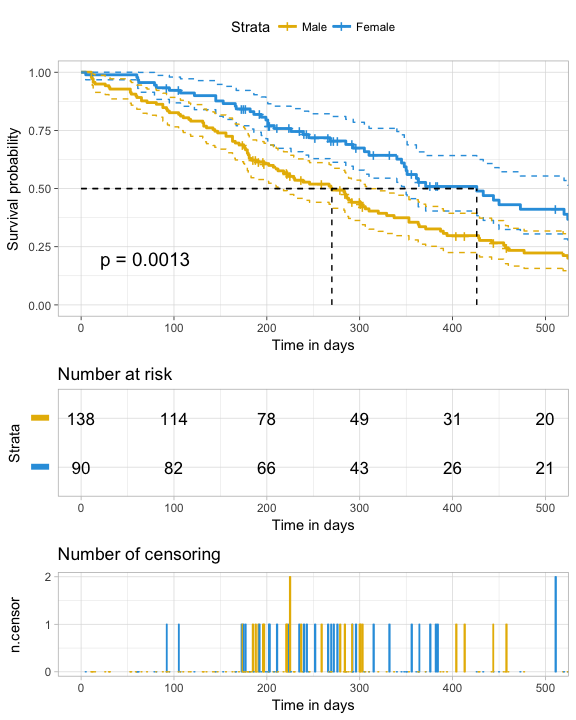 Strata Male Female
1.00
0.75
0.50
0.25
0.00
Survival probability
p = 0.0013
0 100 200 300 400 500
Time in days
Number at risk
Strata
138 114 78 49 31 20
90 82 66 43 26 21
0 100 200 300 400 500
Time in days
Number of censoring
n.censor
2
1
0
0 100 200 300 400 500
Time in days